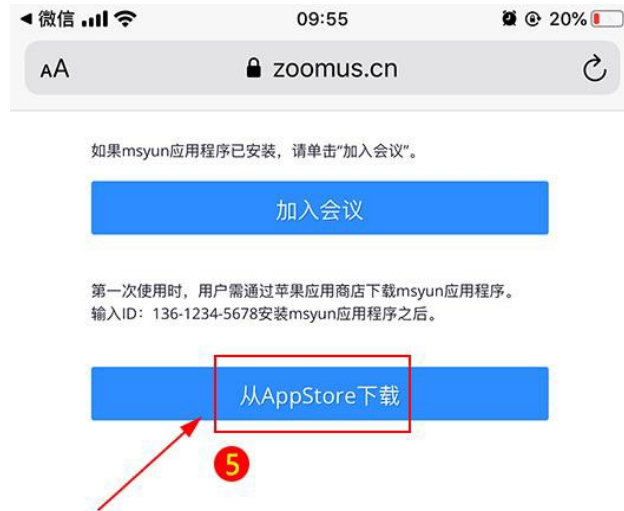 微信 09:55 20%
AA zoomus.cn
如果msyun应用程序已安装，请单击“加入会议”。
加入会议
第一次使用时，用户需通过苹果应用商店下载msyun应用程序。
输入ID：136-1234-5678安装msyun应用程序之后。
从AppStore下载
5